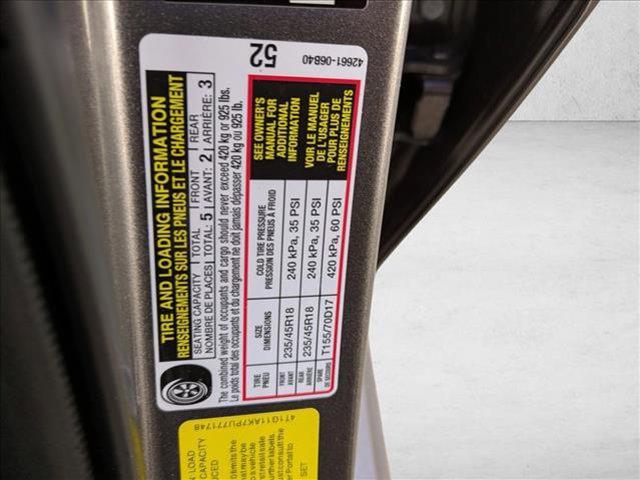 TIRE AND LOADING INFORMATION
RENSEIGNEMENTS SUR LES PNEUS ET LE CHARGEMENT
SEATING CAPACITY | FRONT | REAR
NOMBRE DE PLACES | TOTAL: 5 | AVANT: 2 | ARRIÈRE: 3
The combined weight of occupants and cargo should never exceed 420 kg or 925 lbs.
Le poids total des occupants et du chargement ne doit jamais dépasser 420 kg ou 925 lb.
TIRE PNEU
SIZE DIMENSIONS
COLD TIRE PRESSURE
PRESSION DES PNEUS À FROID
FRONT AVANT 235/45R18 240 kPa, 35 PSI
REAR ARRIÈRE 235/45R18 240 kPa, 35 PSI
SPARE DE SECOURS T155/70D17 420 kPa, 60 PSI
SEE OWNER'S
MANUAL FOR
ADDITIONAL
INFORMATION
VOIR LE MANUEL
DE L'USAGER
POUR PLUS DE
RENSEIGNEMENTS
52
42661-06B40
4T1G11AK7PU771748
N LOAD
CAPACITY
UCED